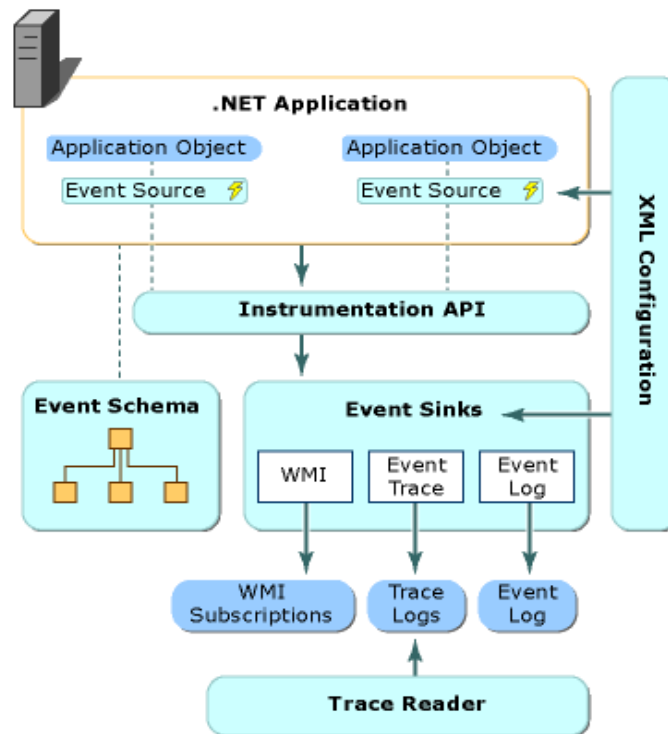 .NET Application
Application Object
Application Object
Event Source
Event Source
XML Configuration
Instrumentation API
Event Schema
Event Sinks
WMI
Event
Trace
Event
Log
WMI
Subscriptions
Trace
Logs
Event
Log
Trace Reader